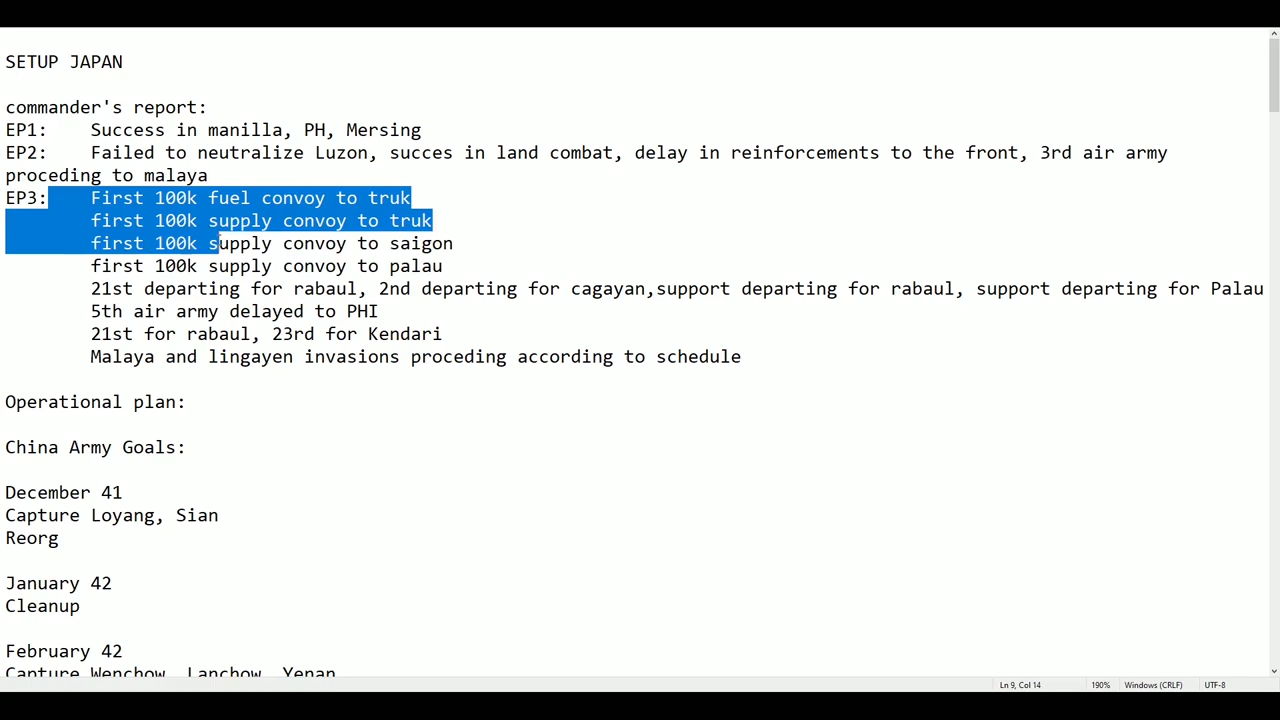 SETUP JAPAN
commander's report:
EP1:    Success in manilla, PH, Mersing
EP2:    Failed to neutralize Luzon, succes in land combat, delay in reinforcements to the front, 3rd air army
proceding to malaya
EP3:    First 100k fuel convoy to truk
first 100k supply convoy to truk
first 100k supply convoy to saigon
first 100k supply convoy to palau
21st departing for rabaul, 2nd departing for cagayan,support departing for rabaul, support departing for Palau
5th air army delayed to PHI
21st for rabaul, 23rd for Kendari
Malaya and lingayen invasions proceding according to schedule
Operational plan:
China Army Goals:
December 41
Capture Loyang, Sian
Reorg
January 42
Cleanup
February 42
Capture Wenchow, Lanchow, Yenan
Ln 9, Col 14    190%    Windows (CRLF)    UTF-8